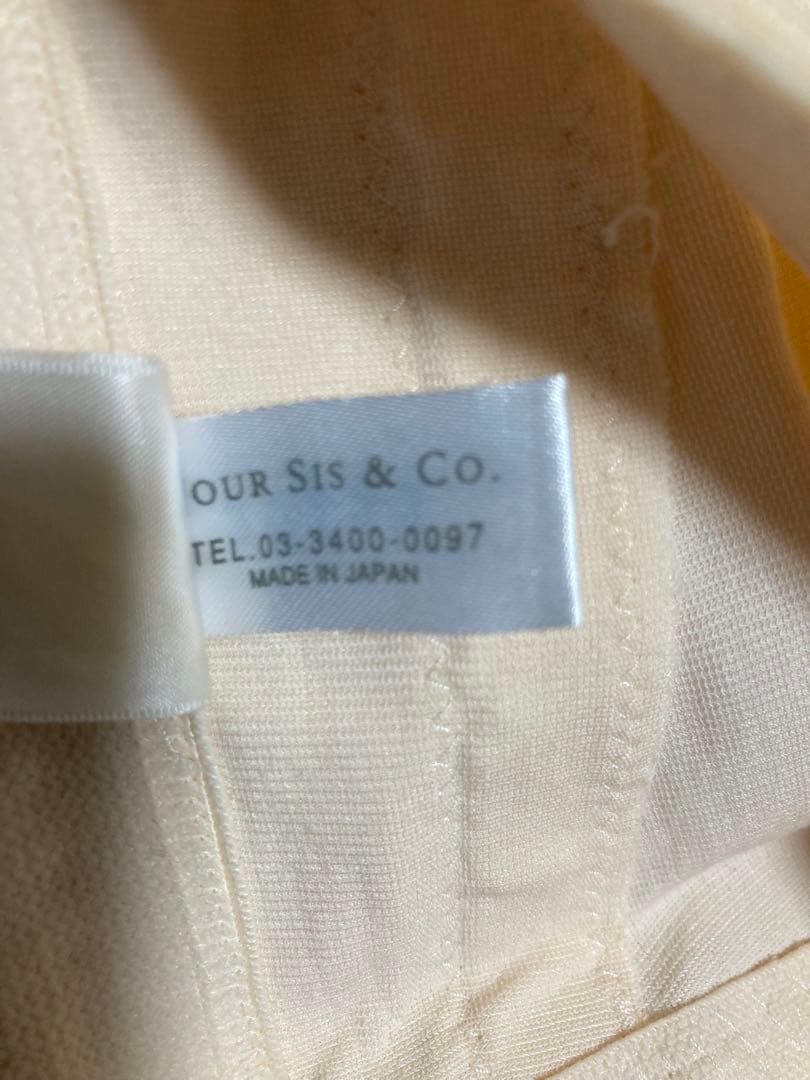 OUR SIS & CO.
TEL.03-3400-0097
MADE IN JAPAN